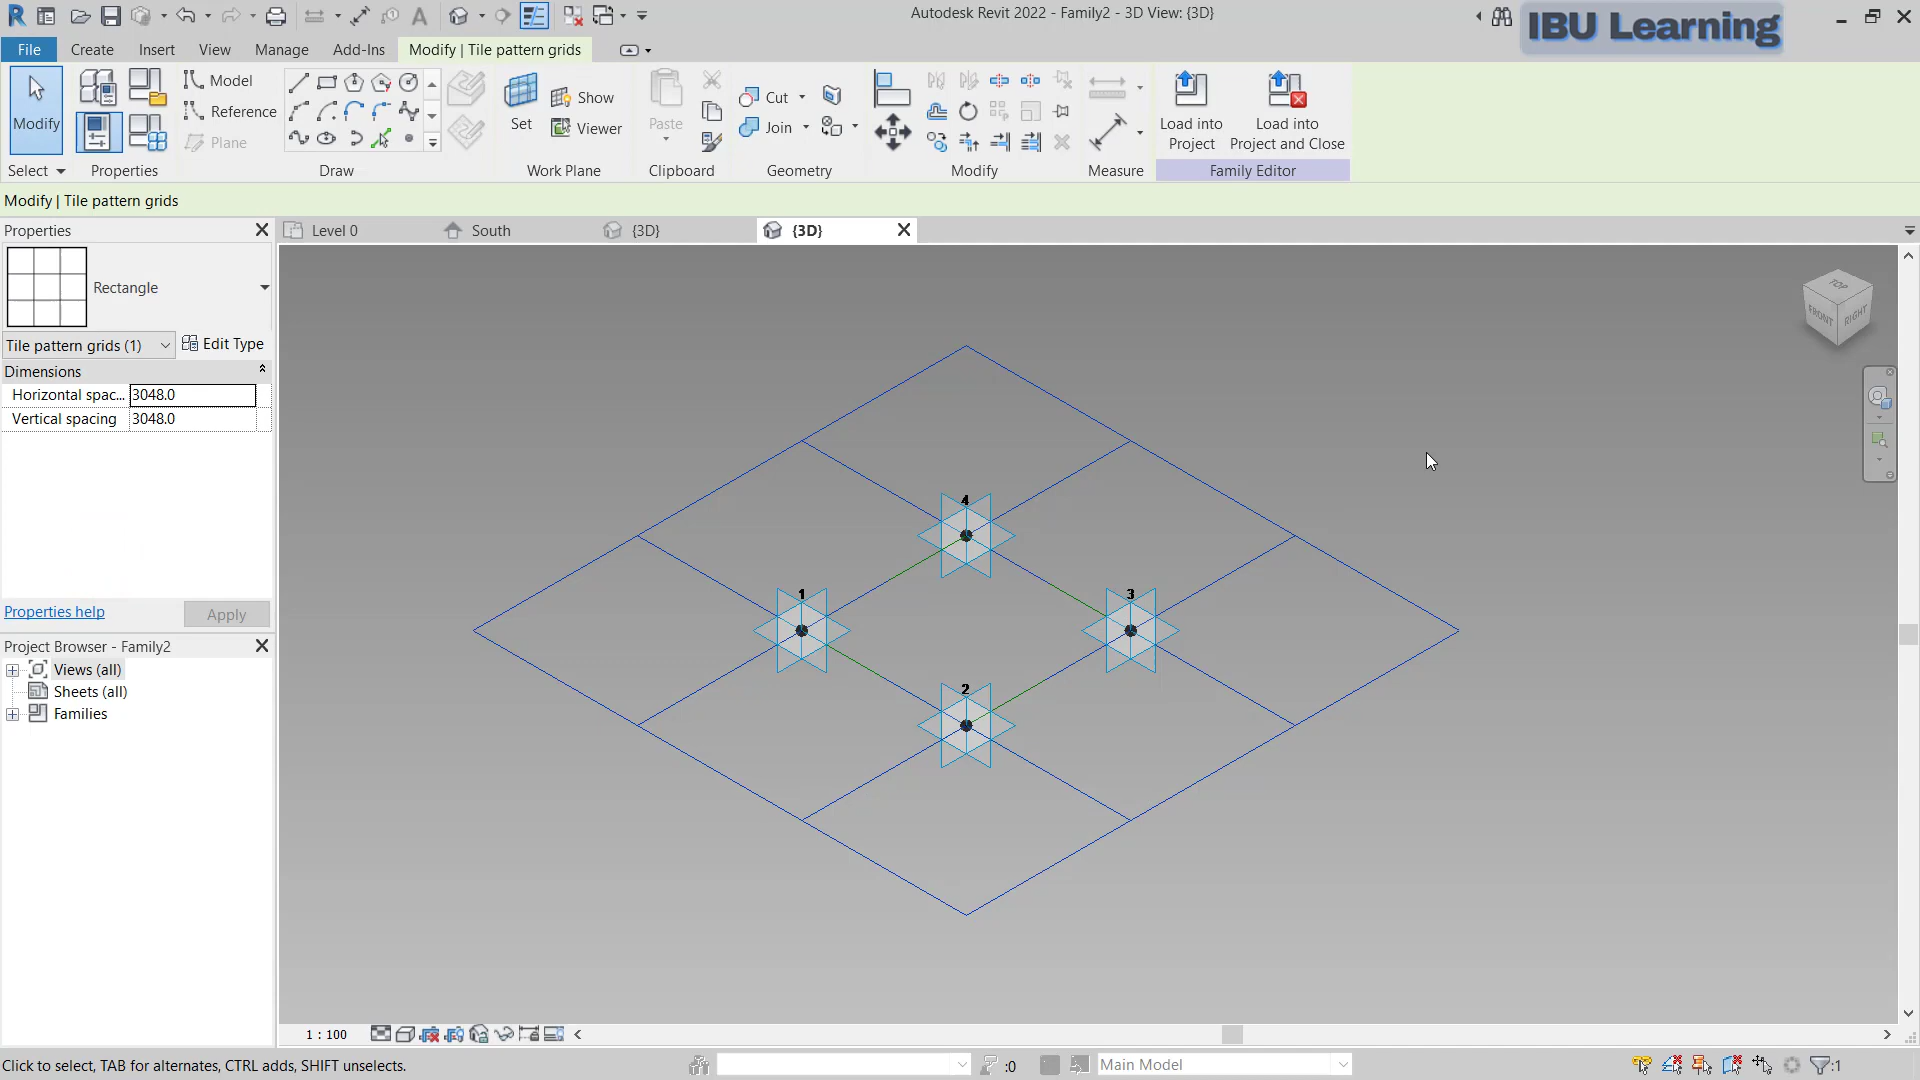 Autodesk Revit 2022 - Family2 - 3D View: {3D}
IBU Learning
File Create Insert View Manage Add-Ins Modify | Tile pattern grids
Modify
Model
Reference
Plane
Set
Show
Viewer
Paste
Cut
Join
Load into
Project
Load into
Project and Close
Select Properties Draw Work Plane Clipboard Geometry Modify Measure Family Editor
Modify | Tile pattern grids
Properties
Level 0 South {3D} {3D}
Rectangle
Tile pattern grids (1) Edit Type
Dimensions
Horizontal spac... 3048.0
Vertical spacing 3048.0
Properties help Apply
Project Browser - Family2
Views (all)
Sheets (all)
Families
TOP
FRONT RIGHT
4
1
3
2
1 : 100
Click to select, TAB for alternates, CTRL adds, SHIFT unselects.
:0
Main Model
:1